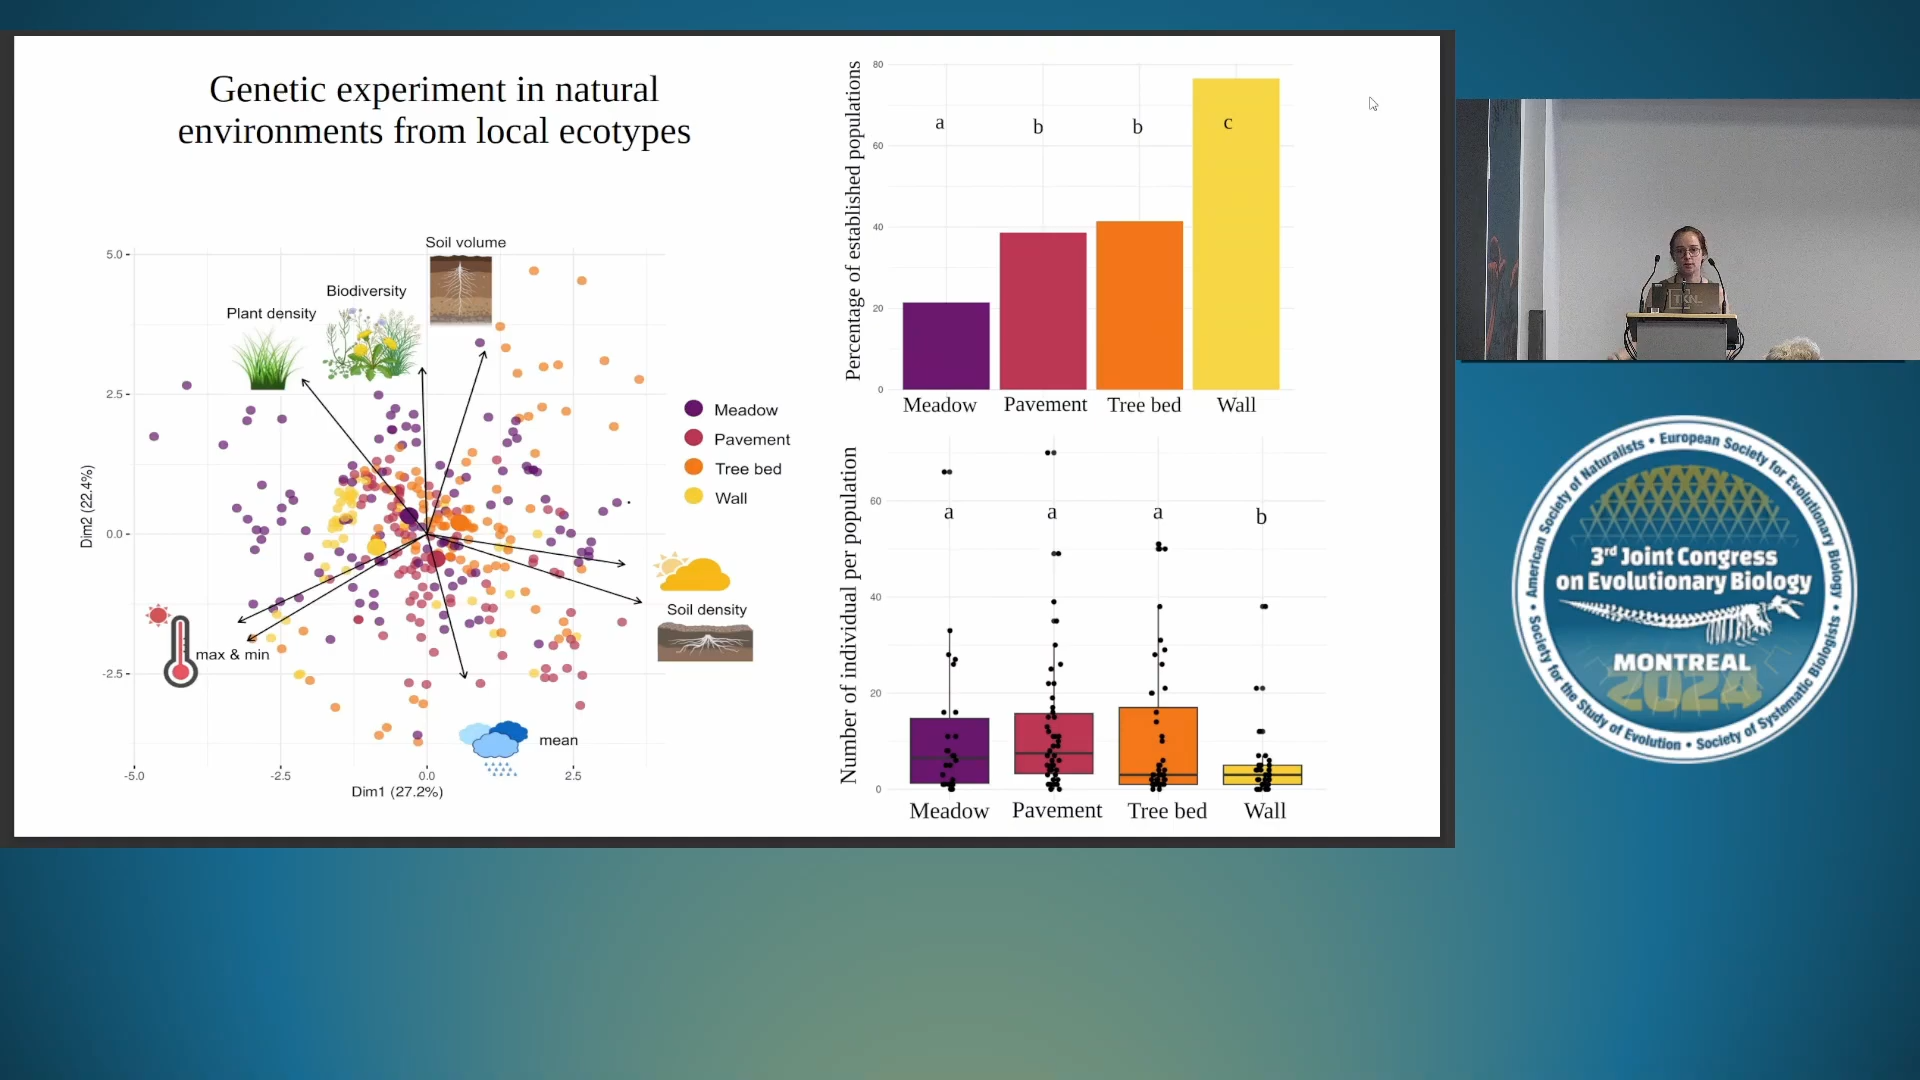 Genetic experiment in natural
environments from local ecotypes
Soil volume
Biodiversity
Plant density
5.0
2.5
0.0
-2.5
Dim2 (22.4%)
Meadow
Pavement
Tree bed
Wall
Soil density
max & min
mean
-5.0
-2.5
0.0
2.5
Dim1 (27.2%)
Percentage of established populations
80
60
40
20
0
a
b
b
c
Meadow
Pavement
Tree bed
Wall
Number of individual per population
60
40
20
0
a
a
a
b
Meadow
Pavement
Tree bed
Wall
TKNL
American Society of Naturalists • European Society for Evolutionary Biology •
Society for the Study of Evolution • Society of Systematic Biologists •
3rd Joint Congress
on Evolutionary Biology
MONTREAL
2024